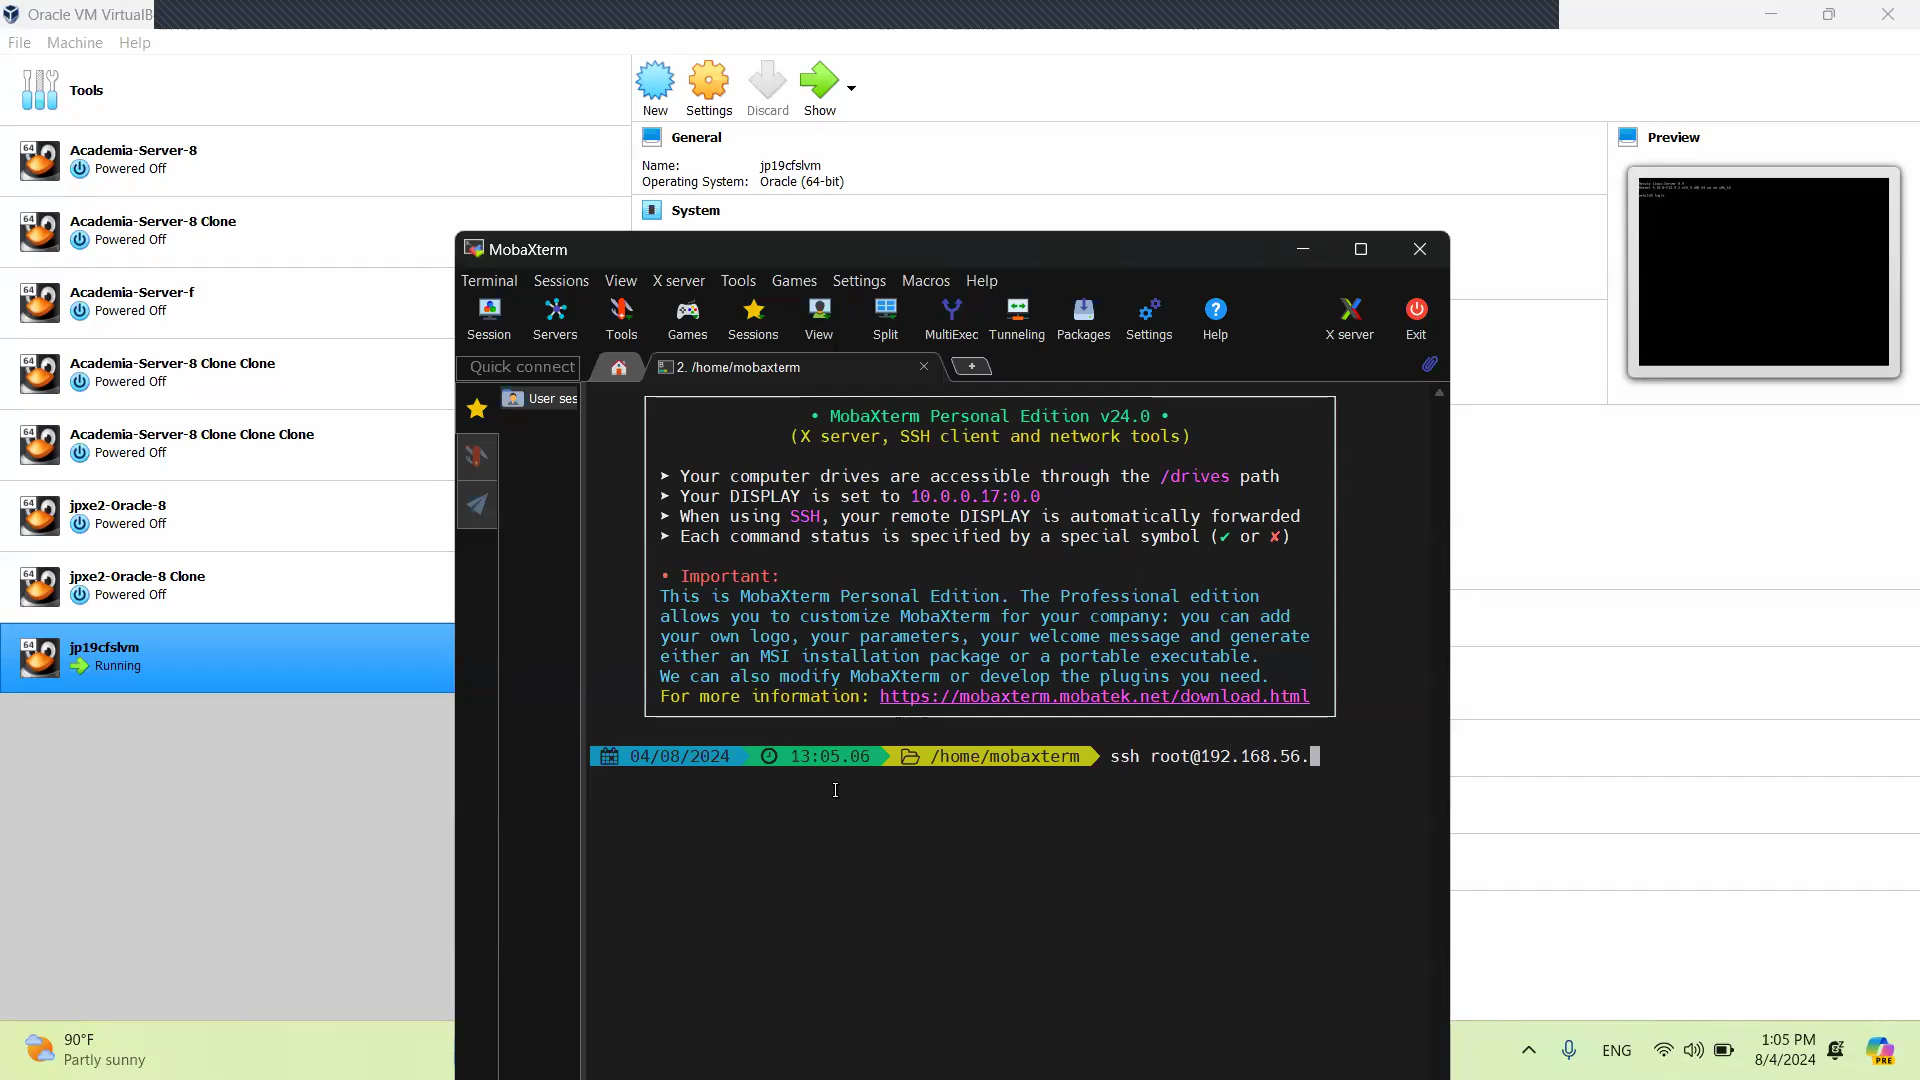 Oracle VM VirtualB
File Machine Help
Tools
64 Academia-Server-8
Powered Off
64 Academia-Server-8 Clone
Powered Off
64 Academia-Server-f
Powered Off
64 Academia-Server-8 Clone Clone
Powered Off
64 Academia-Server-8 Clone Clone Clone
Powered Off
64 jpxe2-Oracle-8
Powered Off
64 jpxe2-Oracle-8 Clone
Powered Off
64 jp19cfslvm
Running
New Settings Discard Show
General
Name: jp19cfslvm
Operating System: Oracle (64-bit)
System
Preview
MobaXterm
Terminal Sessions View X server Tools Games Settings Macros Help
Session Servers Tools Games Sessions View Split MultiExec Tunneling Packages Settings Help X server Exit
Quick connect
2. /home/mobaxterm
User ses
• MobaXterm Personal Edition v24.0 •
(X server, SSH client and network tools)
➤ Your computer drives are accessible through the /drives path
➤ Your DISPLAY is set to 10.0.0.17:0.0
➤ When using SSH, your remote DISPLAY is automatically forwarded
➤ Each command status is specified by a special symbol (✔ or ✘)
• Important:
This is MobaXterm Personal Edition. The Professional edition
allows you to customize MobaXterm for your company: you can add
your own logo, your parameters, your welcome message and generate
either an MSI installation package or a portable executable.
We can also modify MobaXterm or develop the plugins you need.
For more information: https://mobaxterm.mobatek.net/download.html
04/08/2024 13:05.06 /home/mobaxterm ssh root@192.168.56.
90°F
Partly sunny
ENG
1:05 PM
8/4/2024
PRE